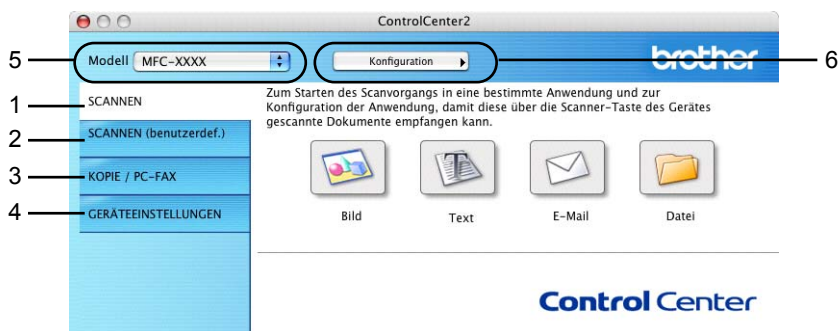 ControlCenter2
5
Modell MFC-XXXX
Konfiguration
brother
6
1
SCANNEN
2
SCANNEN (benutzerdef.)
3
KOPIE / PC-FAX
4
GERÄTEEINSTELLUNGEN
Zum Starten des Scanvorgangs in eine bestimmte Anwendung und zur
Konfiguration der Anwendung, damit diese über die Scanner-Taste des Gerätes
gescannte Dokumente empfangen kann.
Bild
Text
E-Mail
Datei
Control Center